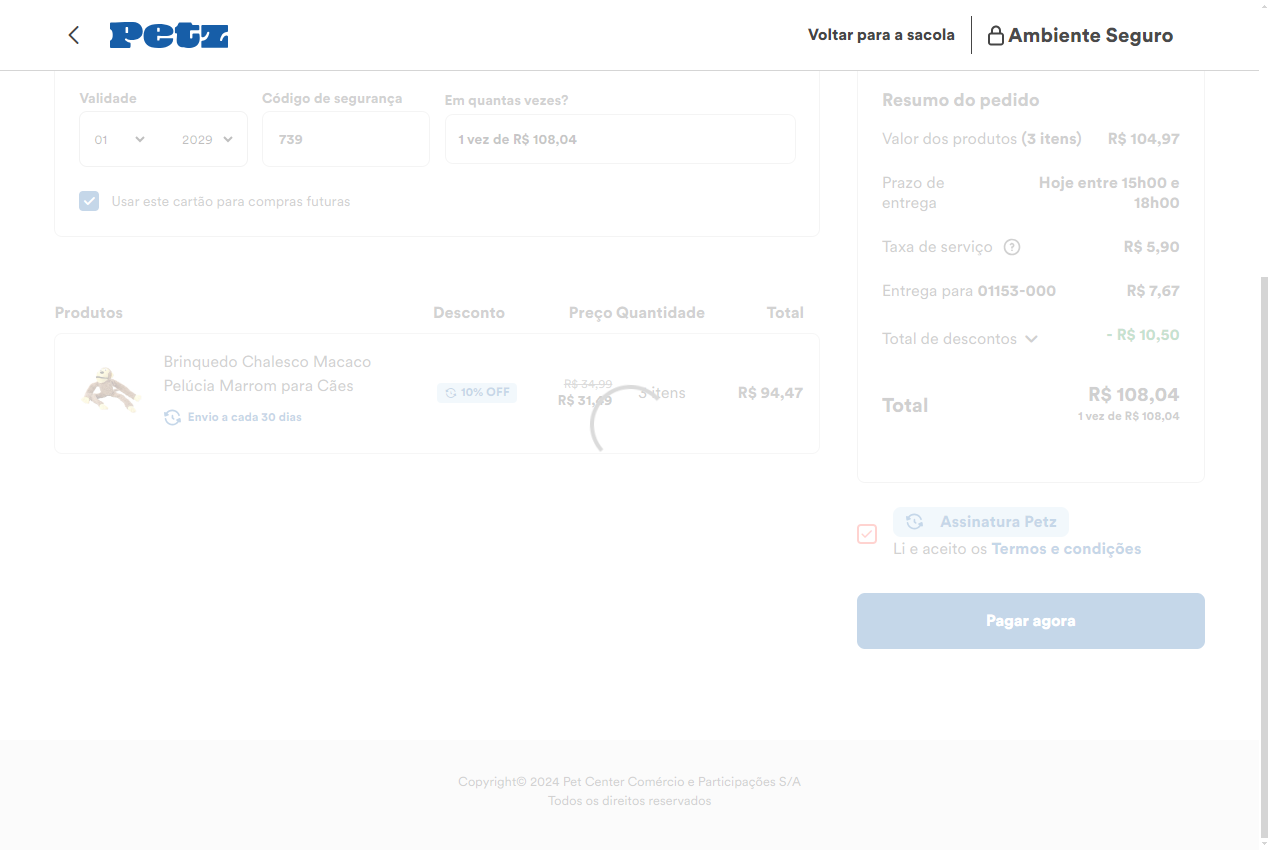 Petz
Voltar para a sacola
Ambiente Seguro
Validade
Código de segurança
Em quantas vezes?
01
2029
739
1 vez de R$ 108,04
Usar este cartão para compras futuras
Resumo do pedido
Valor dos produtos (3 itens) R$ 104,97
Prazo de entrega
Hoje entre 15h00 e
18h00
Taxa de serviço ? R$ 5,90
Entrega para 01153-000 R$ 7,67
Total de descontos - R$ 10,50
Total R$ 108,04
1 vez de R$ 108,04
Produtos Desconto Preço Quantidade Total
Brinquedo Chalesco Macaco
Pelúcia Marrom para Cães
Envio a cada 30 dias
10% OFF
R$ 34,99
R$ 31,49
3 itens
R$ 94,47
Assinatura Petz
Li e aceito os Termos e condições
Pagar agora
Copyright© 2024 Pet Center Comércio e Participações S/A
Todos os direitos reservados